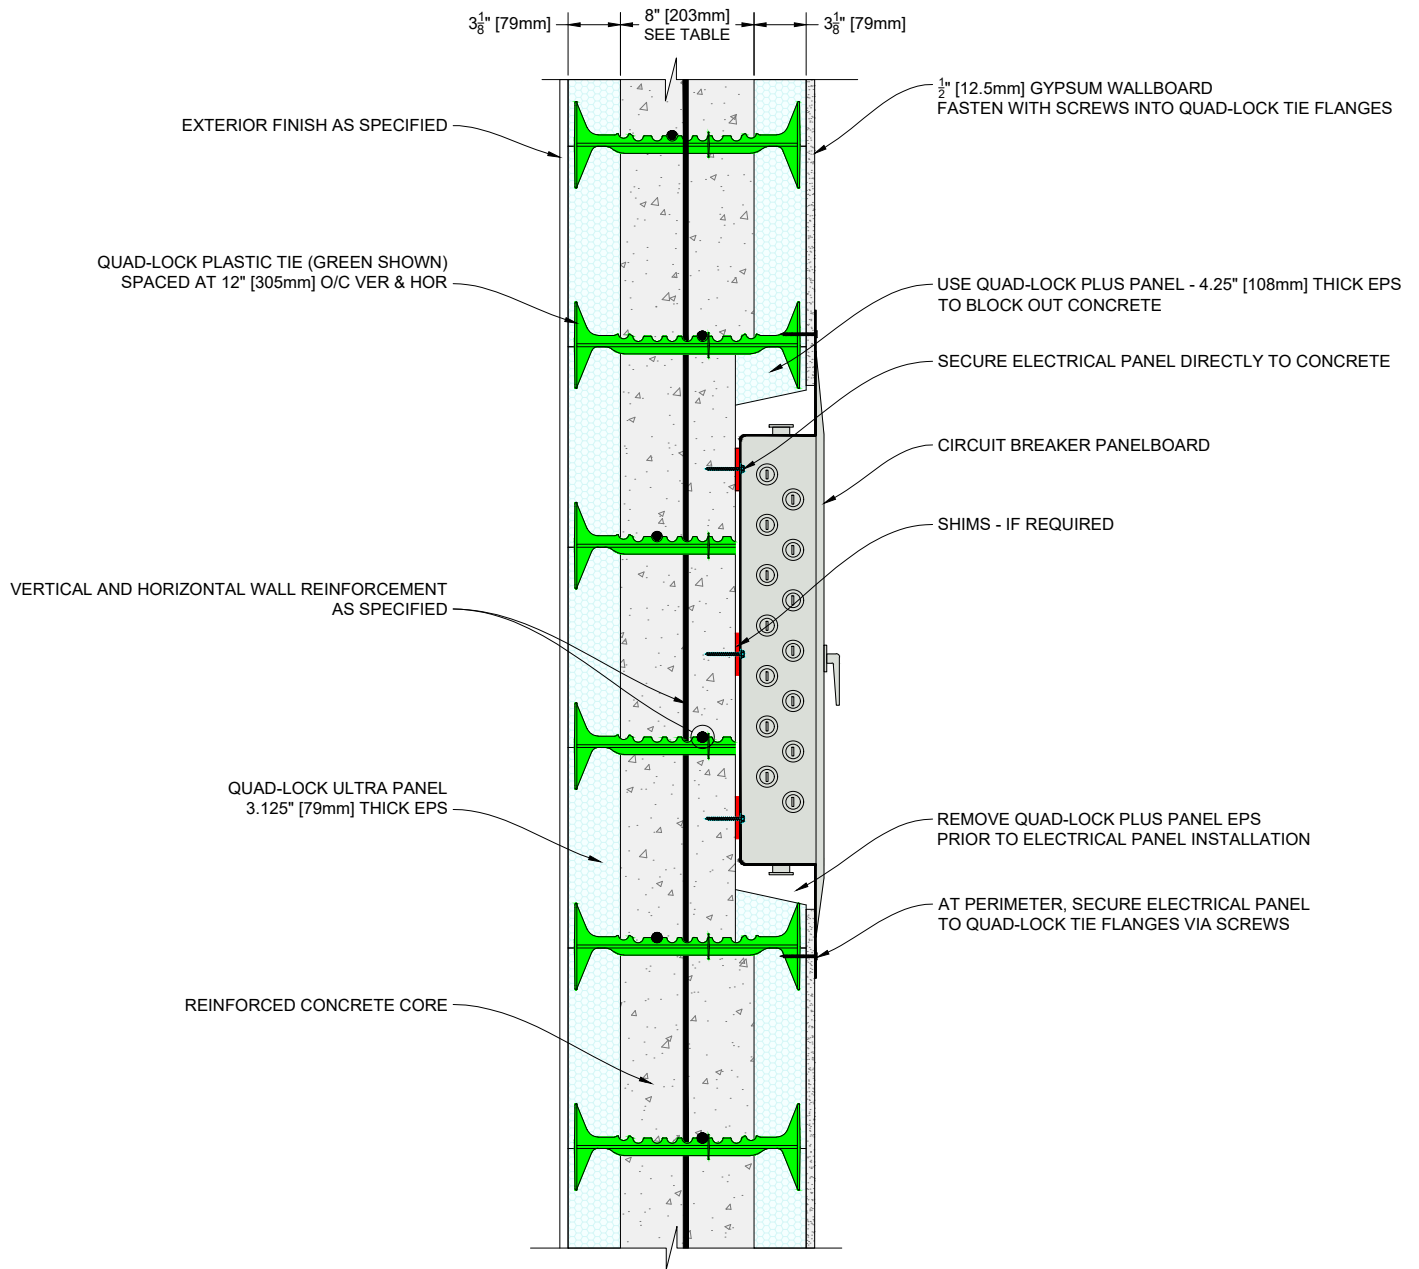 3 1/8" [79mm]
8" [203mm]
SEE TABLE
3 1/8" [79mm]
1/2" [12.5mm] GYPSUM WALLBOARD
FASTEN WITH SCREWS INTO QUAD-LOCK TIE FLANGES
EXTERIOR FINISH AS SPECIFIED
QUAD-LOCK PLASTIC TIE (GREEN SHOWN)
SPACED AT 12" [305mm] O/C VER & HOR
USE QUAD-LOCK PLUS PANEL - 4.25" [108mm] THICK EPS
TO BLOCK OUT CONCRETE
SECURE ELECTRICAL PANEL DIRECTLY TO CONCRETE
CIRCUIT BREAKER PANELBOARD
SHIMS - IF REQUIRED
VERTICAL AND HORIZONTAL WALL REINFORCEMENT
AS SPECIFIED
QUAD-LOCK ULTRA PANEL
3.125" [79mm] THICK EPS
REMOVE QUAD-LOCK PLUS PANEL EPS
PRIOR TO ELECTRICAL PANEL INSTALLATION
AT PERIMETER, SECURE ELECTRICAL PANEL
TO QUAD-LOCK TIE FLANGES VIA SCREWS
REINFORCED CONCRETE CORE